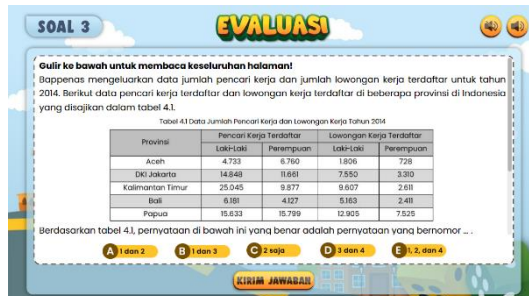 SOAL 3
EVALUASI
Gulir ke bawah untuk membaca keseluruhan halaman!
Bappenas mengeluarkan data jumlah pencari kerja dan jumlah lowongan kerja terdaftar untuk tahun
2014. Berikut data pencari kerja terdaftar dan lowongan kerja terdaftar di beberapa provinsi di Indonesia
yang disajikan dalam tabel 4.1.
Tabel 4.1 Data Jumlah Pencari Kerja dan Lowongan Kerja Tahun 2014
Provinsi Pencari Kerja Terdaftar Lowongan Kerja Terdaftar
Laki-Laki Perempuan Laki-Laki Perempuan
Aceh 4.733 6.760 1.806 728
DKI Jakarta 14.848 11.661 7.550 3.310
Kalimantan Timur 25.045 9.877 9.607 2.611
Bali 6.181 4.127 5.163 2.411
Papua 15.633 15.799 12.905 7.525
Berdasarkan tabel 4.1, pernyataan di bawah ini yang benar adalah pernyataan yang bernomor ... .
A 1 dan 2 B 1 dan 3 C 2 saja D 3 dan 4 E 1, 2, dan 4
KIRIM JAWABAN